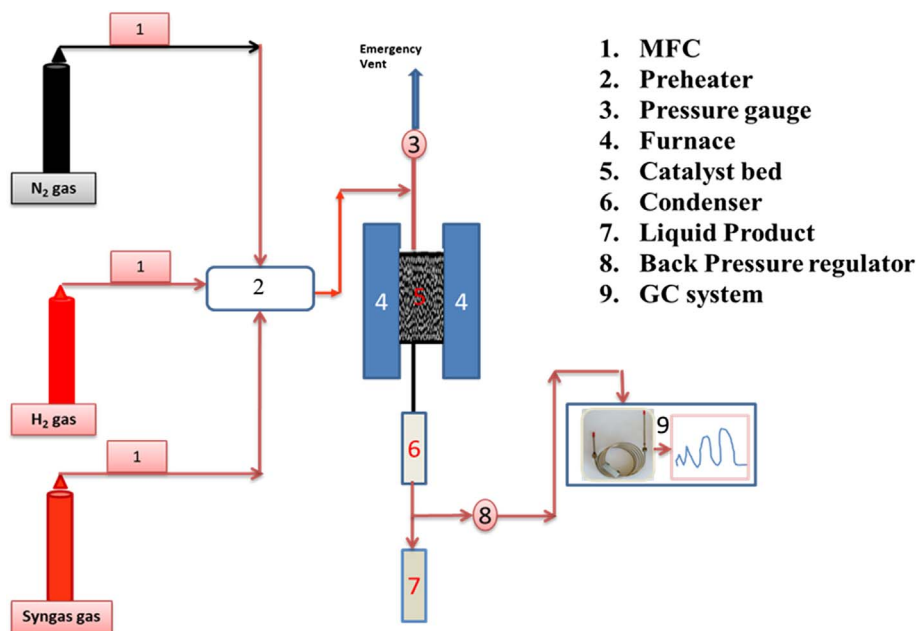 1
N₂ gas
1
H₂ gas
1
Syngas gas
2
Emergency
Vent
3
4
5
4
6
7
8
9
1. MFC
2. Preheater
3. Pressure gauge
4. Furnace
5. Catalyst bed
6. Condenser
7. Liquid Product
8. Back Pressure regulator
9. GC system